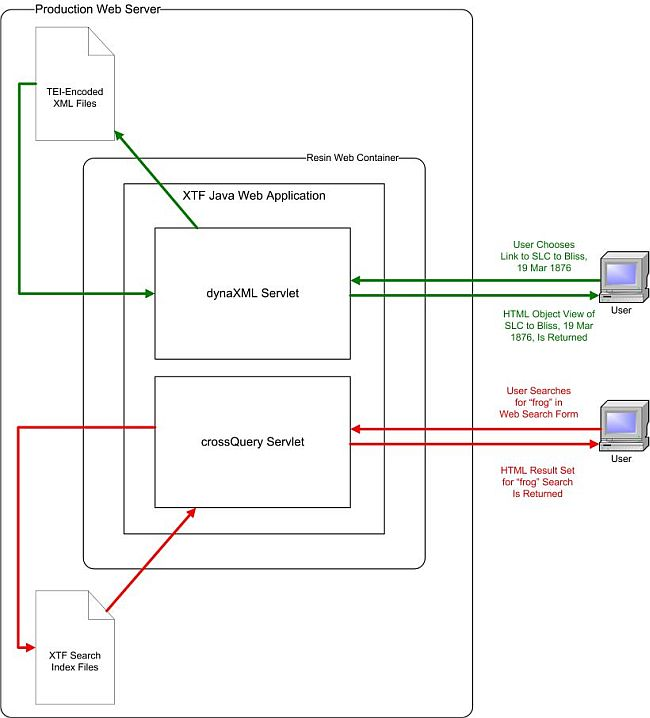 Production Web Server
TEI-Encoded
XML Files
Resin Web Container
XTF Java Web Application
dynaXML Servlet
User Chooses
Link to SLC to Bliss,
19 Mar 1876
User
HTML Object View of
SLC to Bliss, 19 Mar
1876, Is Returned
crossQuery Servlet
User Searches
for "frog" in
Web Search Form
User
HTML Result Set
for "frog" Search
Is Returned
XTF Search
Index Files